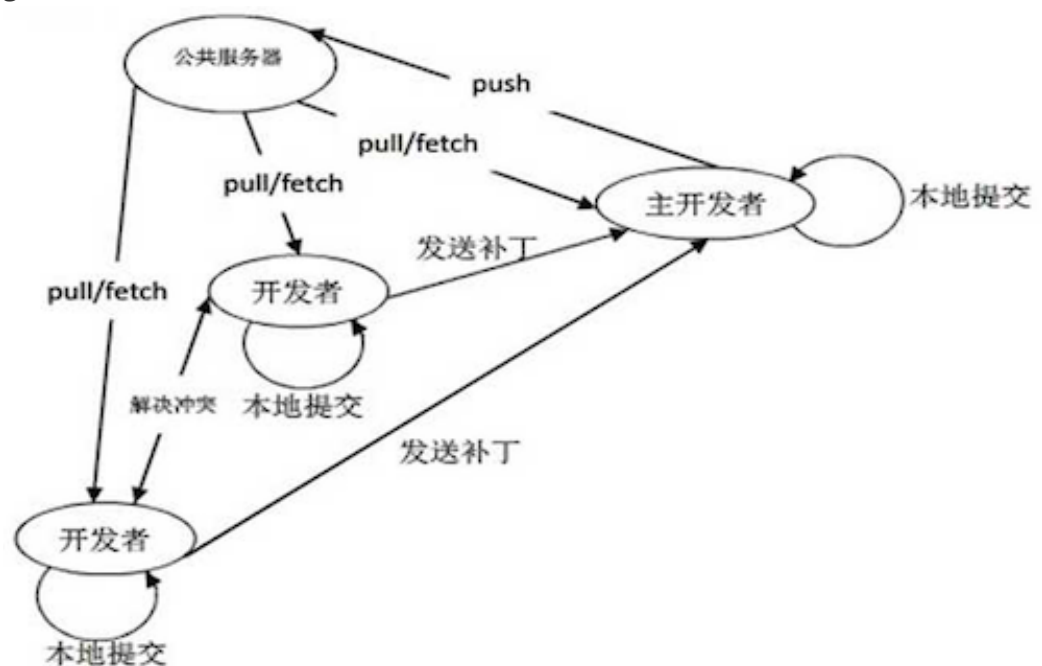 公共服务器
push
pull/fetch
pull/fetch
主开发者
本地提交
发送补丁
开发者
pull/fetch
解决冲突
本地提交
发送补丁
开发者
本地提交